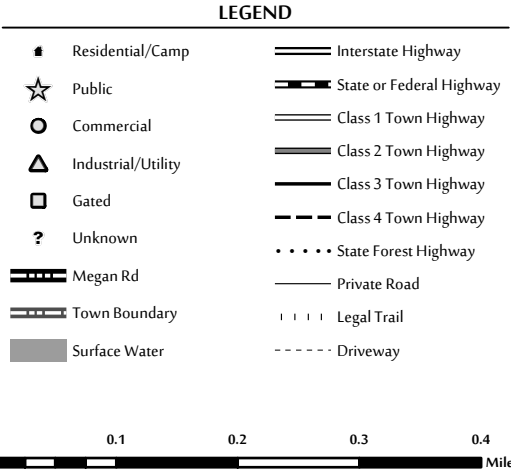 LEGEND
Residential/Camp
Public
Commercial
Industrial/Utility
Gated
? Unknown
Megan Rd
Town Boundary
Surface Water
Interstate Highway
State or Federal Highway
Class 1 Town Highway
Class 2 Town Highway
Class 3 Town Highway
Class 4 Town Highway
State Forest Highway
Private Road
Legal Trail
Driveway
0.1 0.2 0.3 0.4
Mile